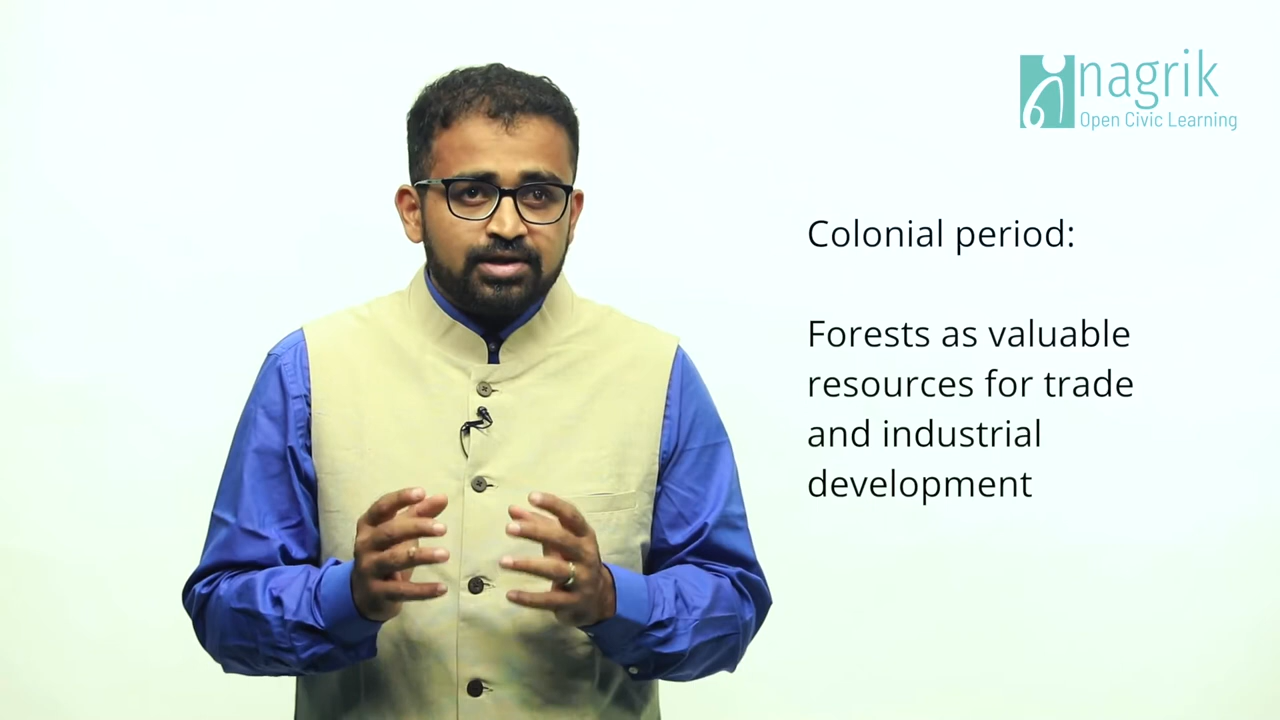 nagrik
Open Civic Learning
Colonial period:
Forests as valuable
resources for trade
and industrial
development